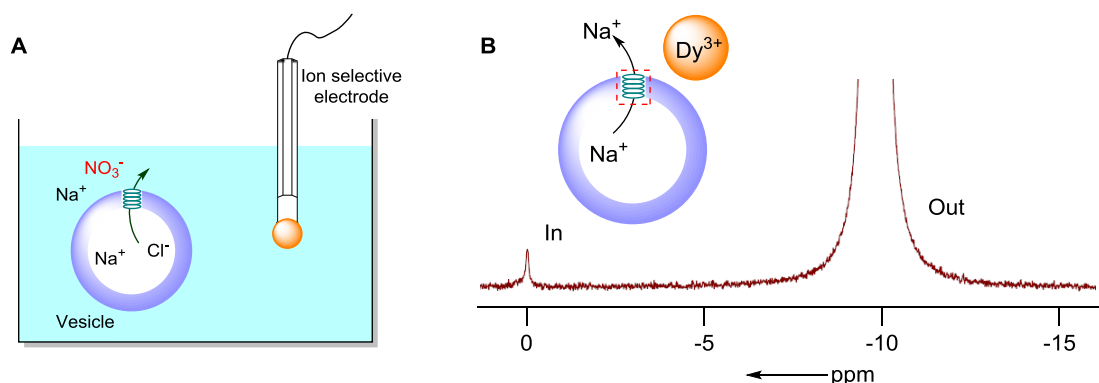 A
Ion selective
electrode
NO₃⁻
Na⁺
Na⁺
Cl⁻
Vesicle
B
Na⁺
Dy³⁺
Na⁺
In
Out
0
-5
-10
-15
ppm